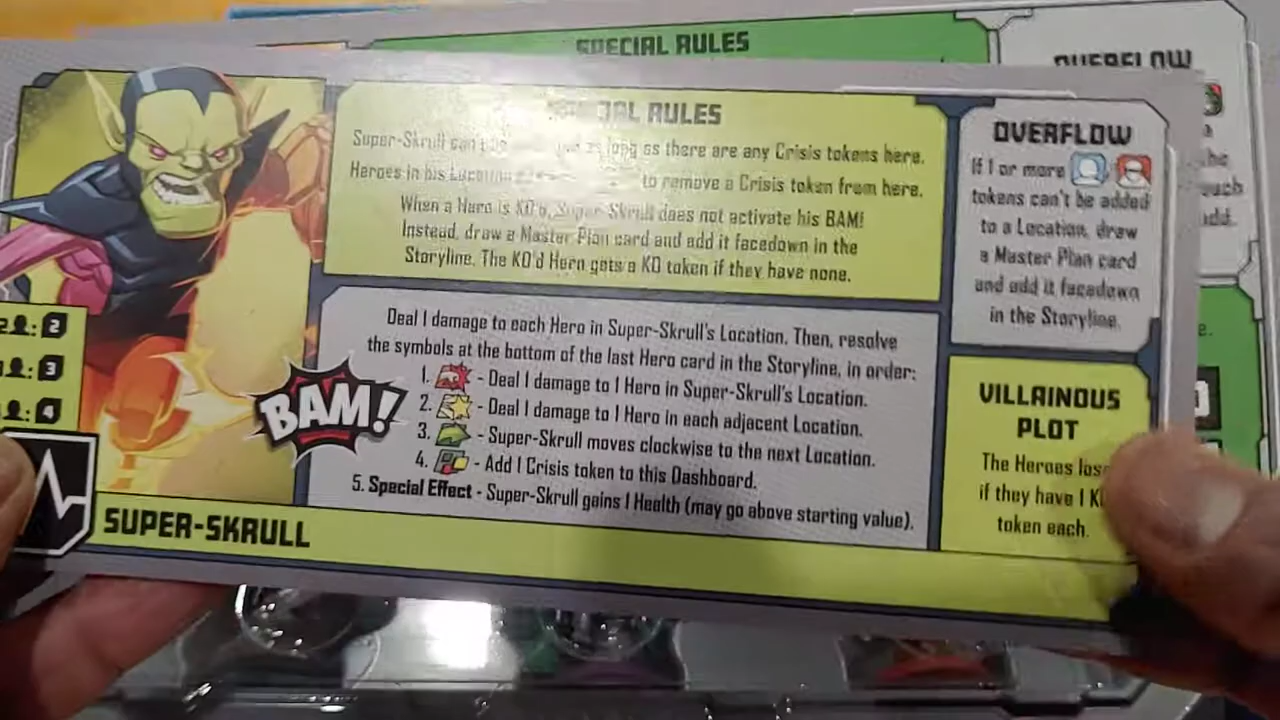 SPECIAL RULES
OVERFLOW
RULES
Super-Skrull can't as long as there are any Crisis tokens here.
Heroes in his Location to remove a Crisis token from here.
When a Hero is KO'd, Super-Skrull does not activate his BAM!
Instead, draw a Master Plan card and add it facedown in the
Storyline. The KO'd Hero gets a KO token if they have none.
OVERFLOW
If 1 or more
tokens can't be added
to a Location, draw
a Master Plan card
and add it facedown
in the Storyline.
Deal 1 damage to each Hero in Super-Skrull's Location. Then, resolve
the symbols at the bottom of the last Hero card in the Storyline, in order:
1. - Deal 1 damage to 1 Hero in Super-Skrull's Location.
2. - Deal 1 damage to 1 Hero in each adjacent Location.
3. - Super-Skrull moves clockwise to the next Location.
4. - Add 1 Crisis token to this Dashboard.
5. Special Effect - Super-Skrull gains 1 Health (may go above starting value).
BAM!
2 : 2
: 3
: 4
VILLAINOUS
PLOT
The Heroes
if they have 1
token each.
SUPER-SKRULL